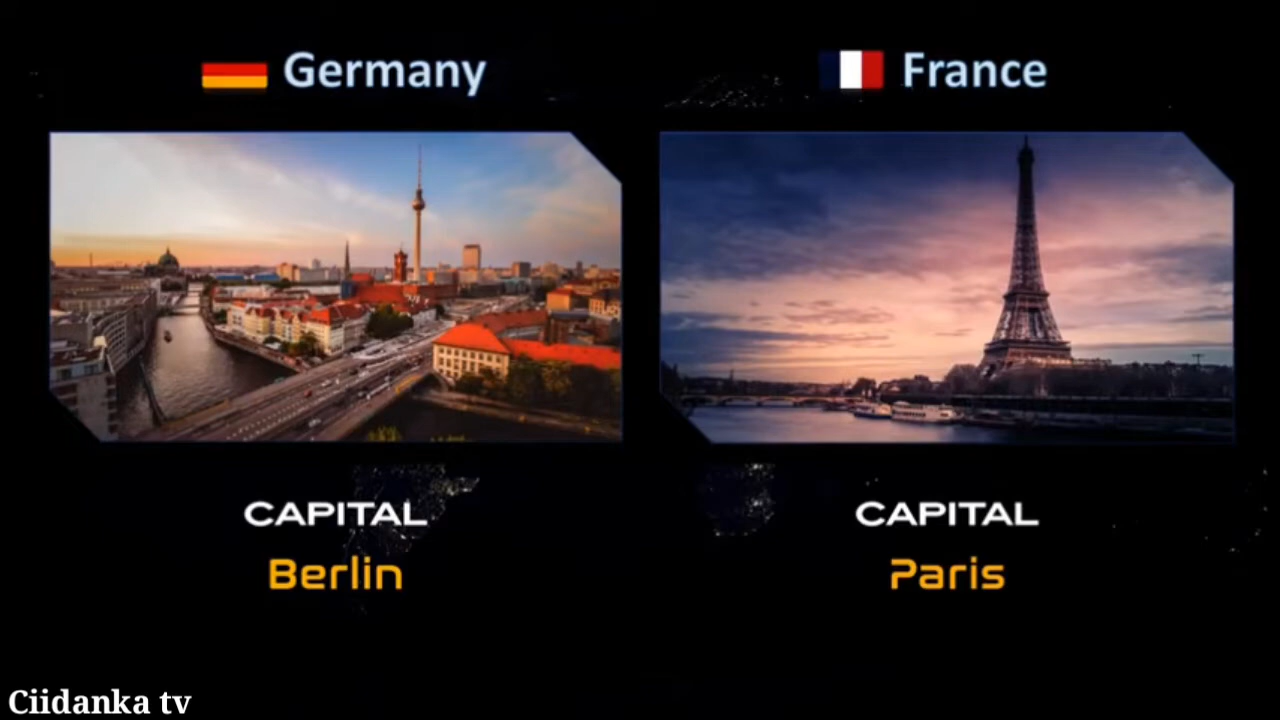 Germany
France
CAPITAL
Berlin
CAPITAL
Paris
Ciidanka tv